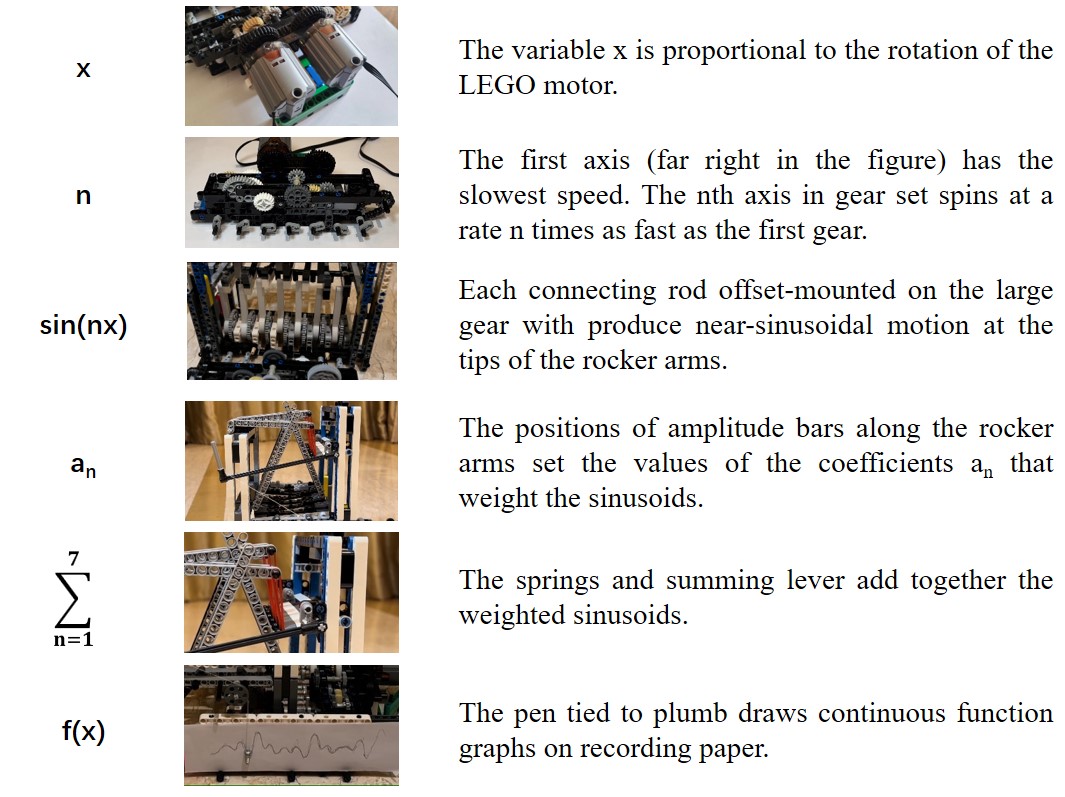 x
The variable x is proportional to the rotation of the
LEGO motor.
n
The first axis (far right in the figure) has the
slowest speed. The nth axis in gear set spins at a
rate n times as fast as the first gear.
sin(nx)
Each connecting rod offset-mounted on the large
gear with produce near-sinusoidal motion at the
tips of the rocker arms.
aₙ
The positions of amplitude bars along the rocker
arms set the values of the coefficients aₙ that
weight the sinusoids.
7
∑
n=1
The springs and summing lever add together the
weighted sinusoids.
f(x)
The pen tied to plumb draws continuous function
graphs on recording paper.